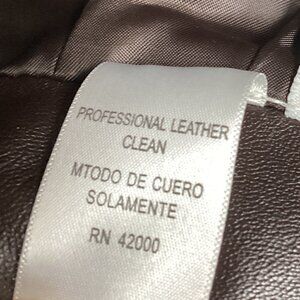 PROFESSIONAL LEATHER
CLEAN
MTODO DE CUERO
SOLAMENTE
RN 42000